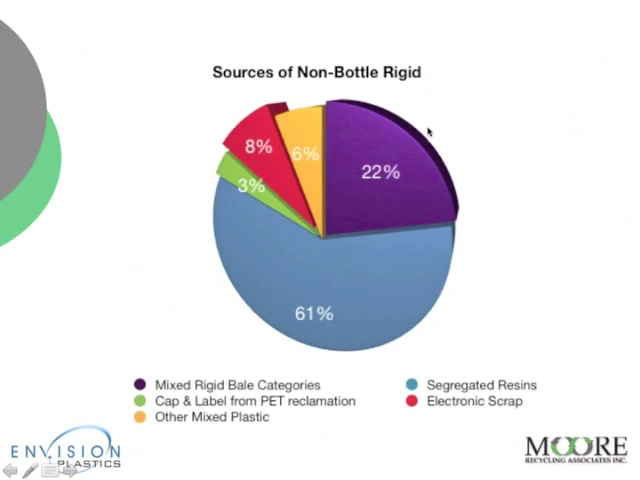 Sources of Non-Bottle Rigid
8%
6%
22%
3%
61%
Mixed Rigid Bale Categories
Segregated Resins
Cap & Label from PET reclamation
Electronic Scrap
Other Mixed Plastic
ENVISION
PLASTICS
MOORE
RECYCLING ASSOCIATES INC.